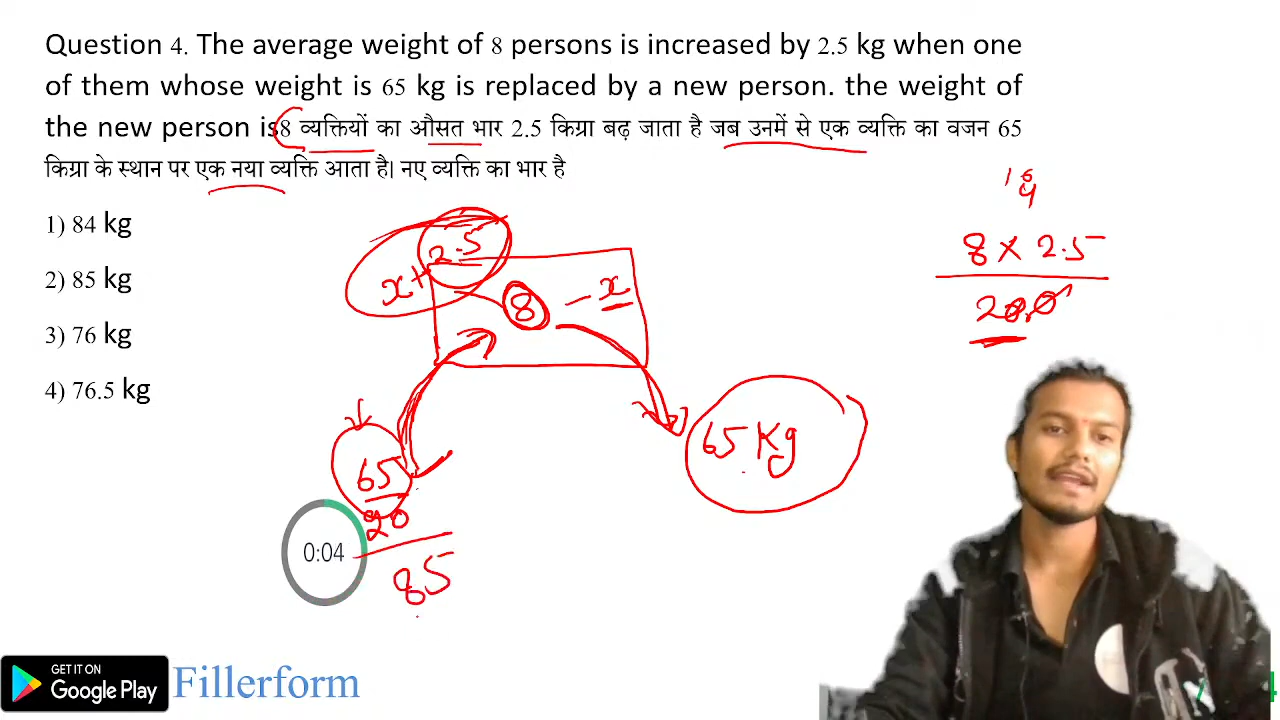 Question 4. The average weight of 8 persons is increased by 2.5 kg when one
of them whose weight is 65 kg is replaced by a new person. the weight of
the new person is8 व्यक्तियों का औसत भार 2.5 किग्रा बढ़ जाता है जब उनमें से एक व्यक्ति का वजन 65
किग्रा के स्थान पर एक नया व्यक्ति आता है। नए व्यक्ति का भार है
1) 84 kg
2) 85 kg
3) 76 kg
4) 76.5 kg
x+2.5
8 - x
8 × 2.5
20.0
65 Kg
65
20
85
0:04
GET IT ON
Google Play
Fillerform